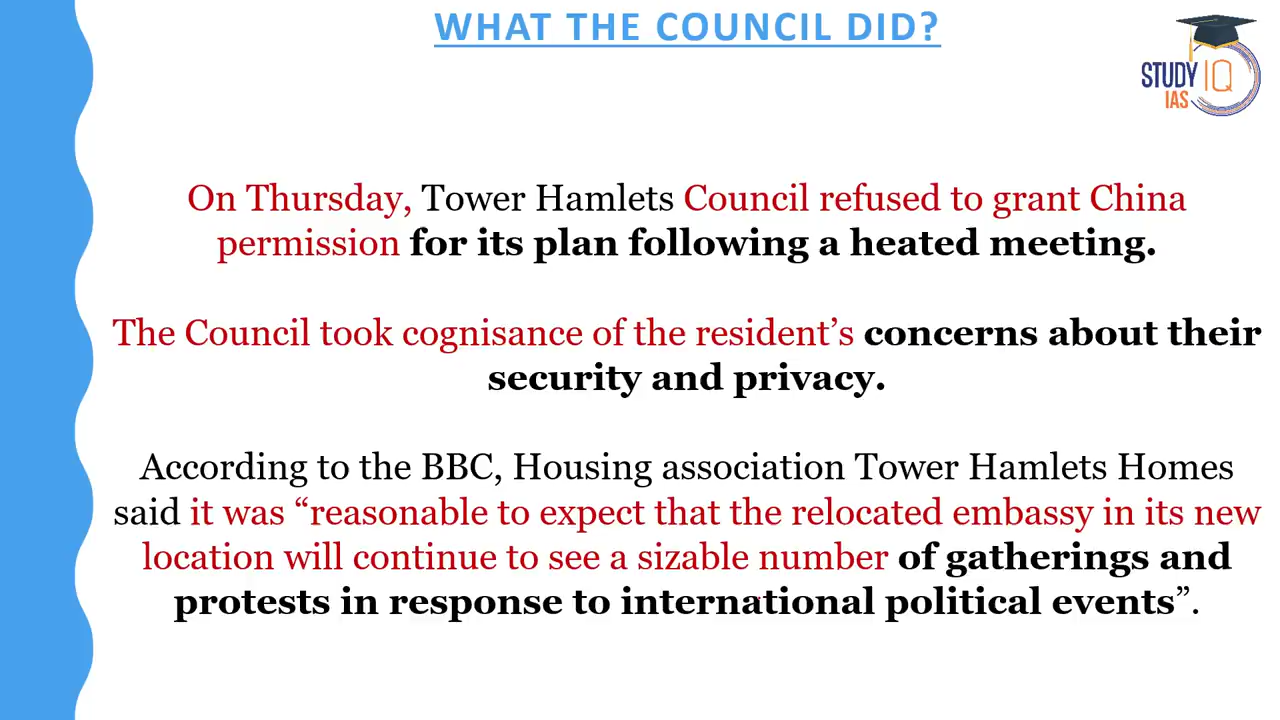 WHAT THE COUNCIL DID?
STUDY IQ
IAS
On Thursday, Tower Hamlets Council refused to grant China
permission for its plan following a heated meeting.
The Council took cognisance of the resident’s concerns about their
security and privacy.
According to the BBC, Housing association Tower Hamlets Homes
said it was “reasonable to expect that the relocated embassy in its new
location will continue to see a sizable number of gatherings and
protests in response to international political events”.